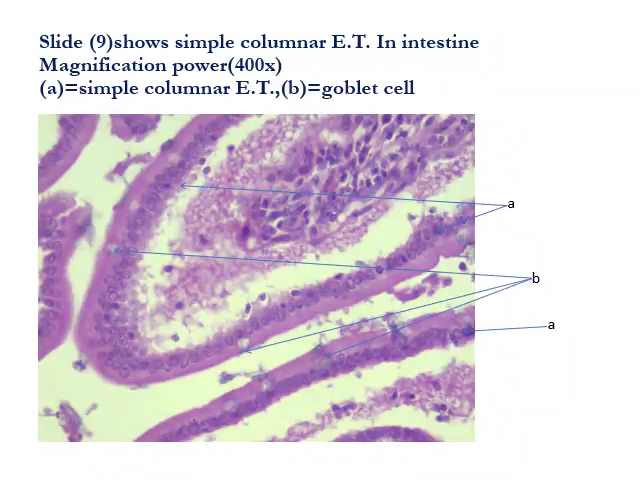 Slide (9)shows simple columnar E.T. In intestine
Magnification power(400x)
(a)=simple columnar E.T.,(b)=goblet cell
a
b
a